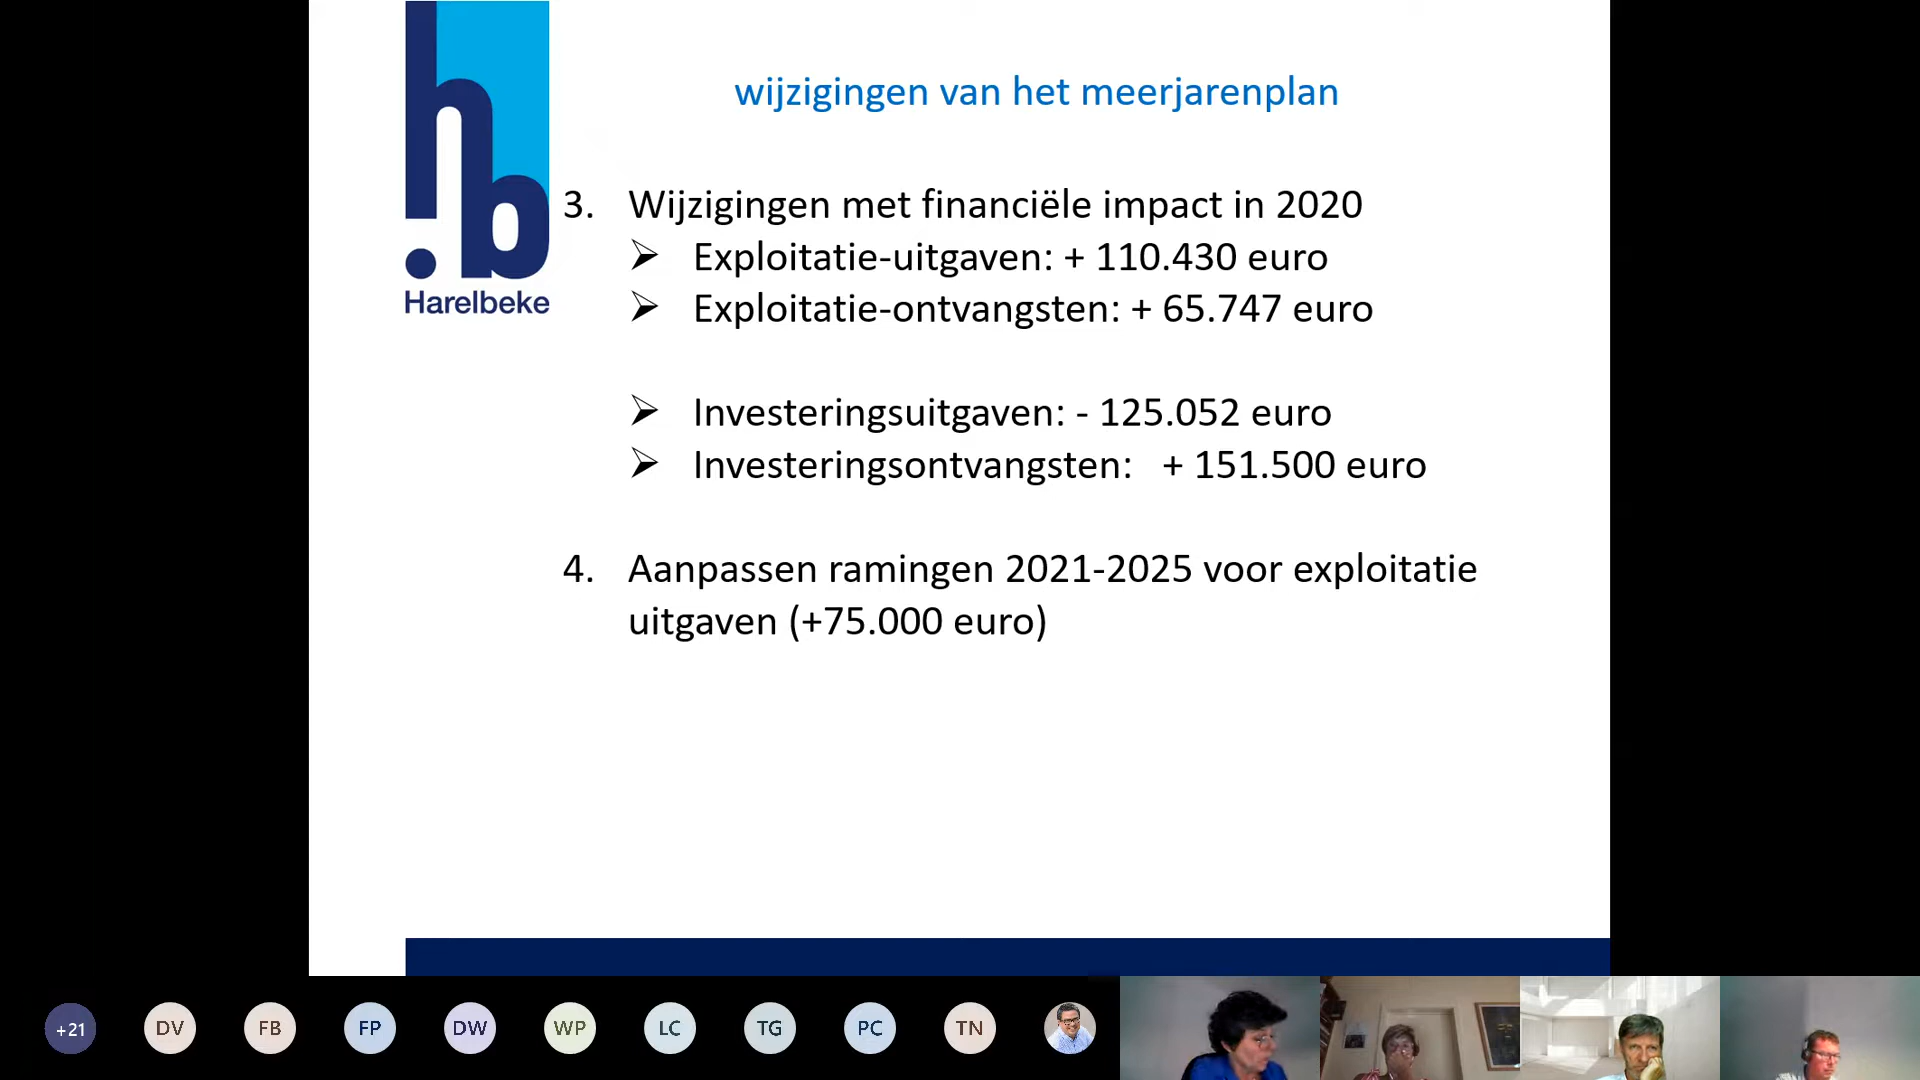 hb
Harelbeke
wijzigingen van het meerjarenplan
3. Wijzigingen met financiële impact in 2020
➢ Exploitatie-uitgaven: + 110.430 euro
➢ Exploitatie-ontvangsten: + 65.747 euro
➢ Investeringsuitgaven: - 125.052 euro
➢ Investeringsontvangsten: + 151.500 euro
4. Aanpassen ramingen 2021-2025 voor exploitatie
uitgaven (+75.000 euro)
+21 DV FB FP DW WP LC TG PC TN